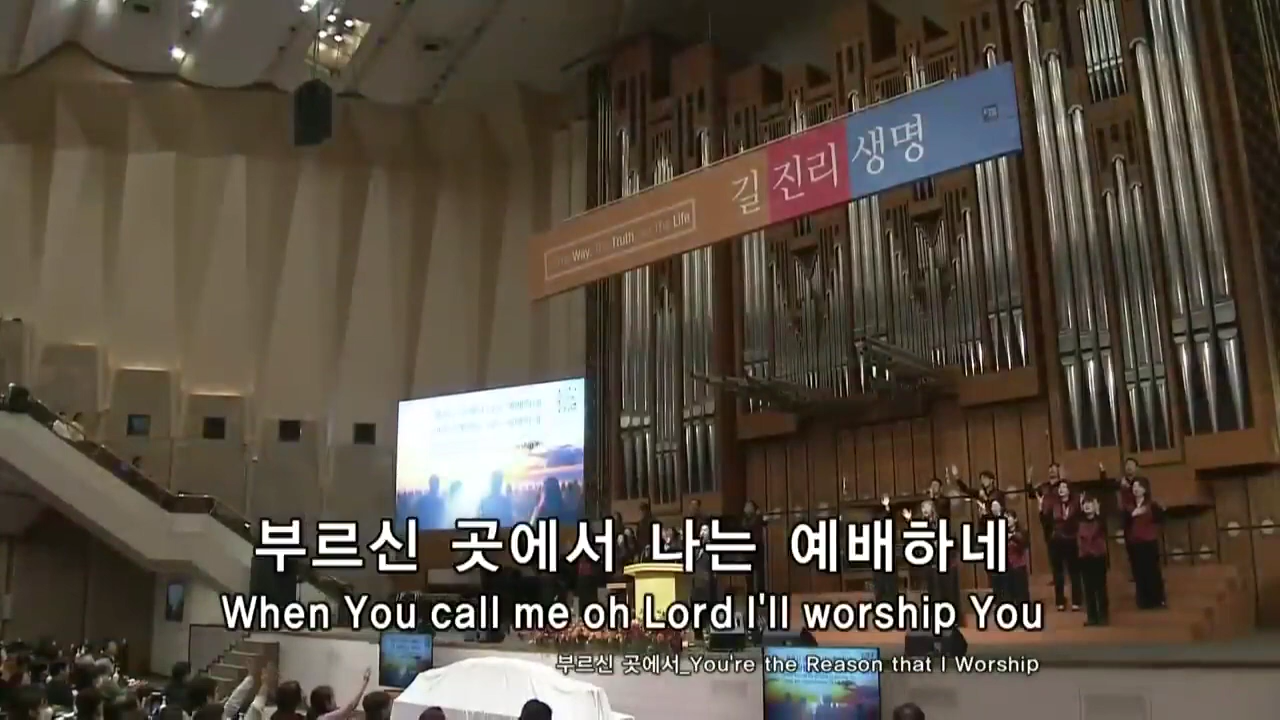 길 진리 생명
Way, the Truth, and The Life
부르신 곳에서 나는 예배하네
When You call me oh Lord I'll worship You
부르신 곳에서_You're the Reason that I Worship